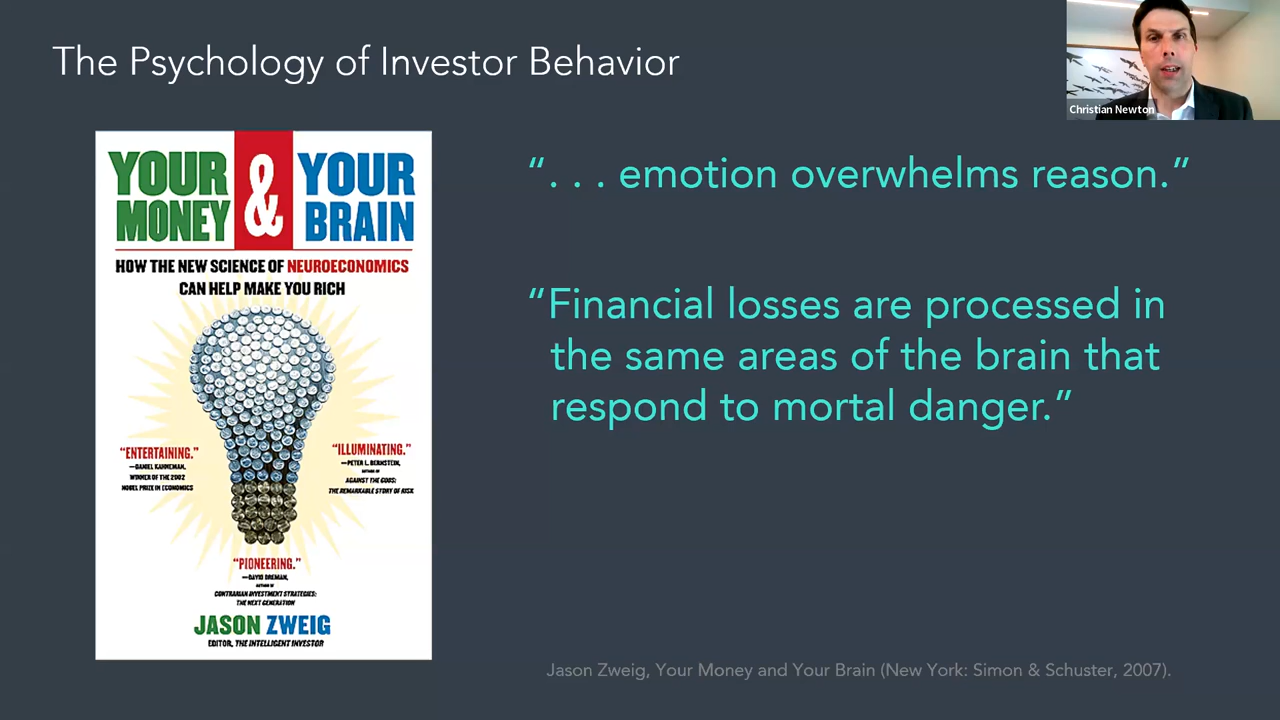 The Psychology of Investor Behavior
Christian Newton
YOUR & YOUR
MONEY BRAIN
HOW THE NEW SCIENCE OF NEUROECONOMICS
CAN HELP MAKE YOU RICH
“ENTERTAINING.”
—DANIEL KAHNEMAN,
WINNER OF THE 2002
NOBEL PRIZE IN ECONOMICS
“ILLUMINATING.”
—PETER L. BERNSTEIN,
AUTHOR OF
AGAINST THE GODS:
THE REMARKABLE STORY OF RISK
“PIONEERING.”
—DAVID DREMAN,
AUTHOR OF
CONTRARIAN INVESTMENT STRATEGIES:
THE NEXT GENERATION
JASON ZWEIG
EDITOR, THE INTELLIGENT INVESTOR
“. . . emotion overwhelms reason.”
“Financial losses are processed in
the same areas of the brain that
respond to mortal danger.”
Jason Zweig, Your Money and Your Brain (New York: Simon & Schuster, 2007).